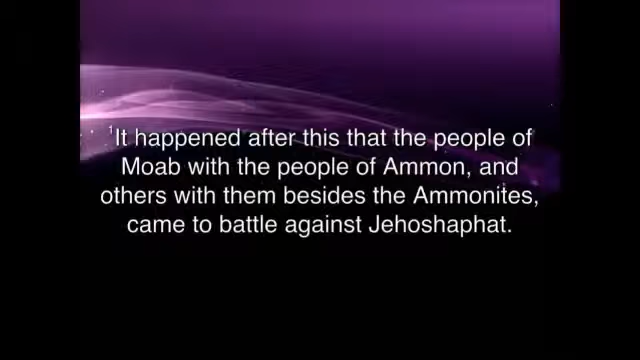 ¹It happened after this that the people of
Moab with the people of Ammon, and
others with them besides the Ammonites,
came to battle against Jehoshaphat.